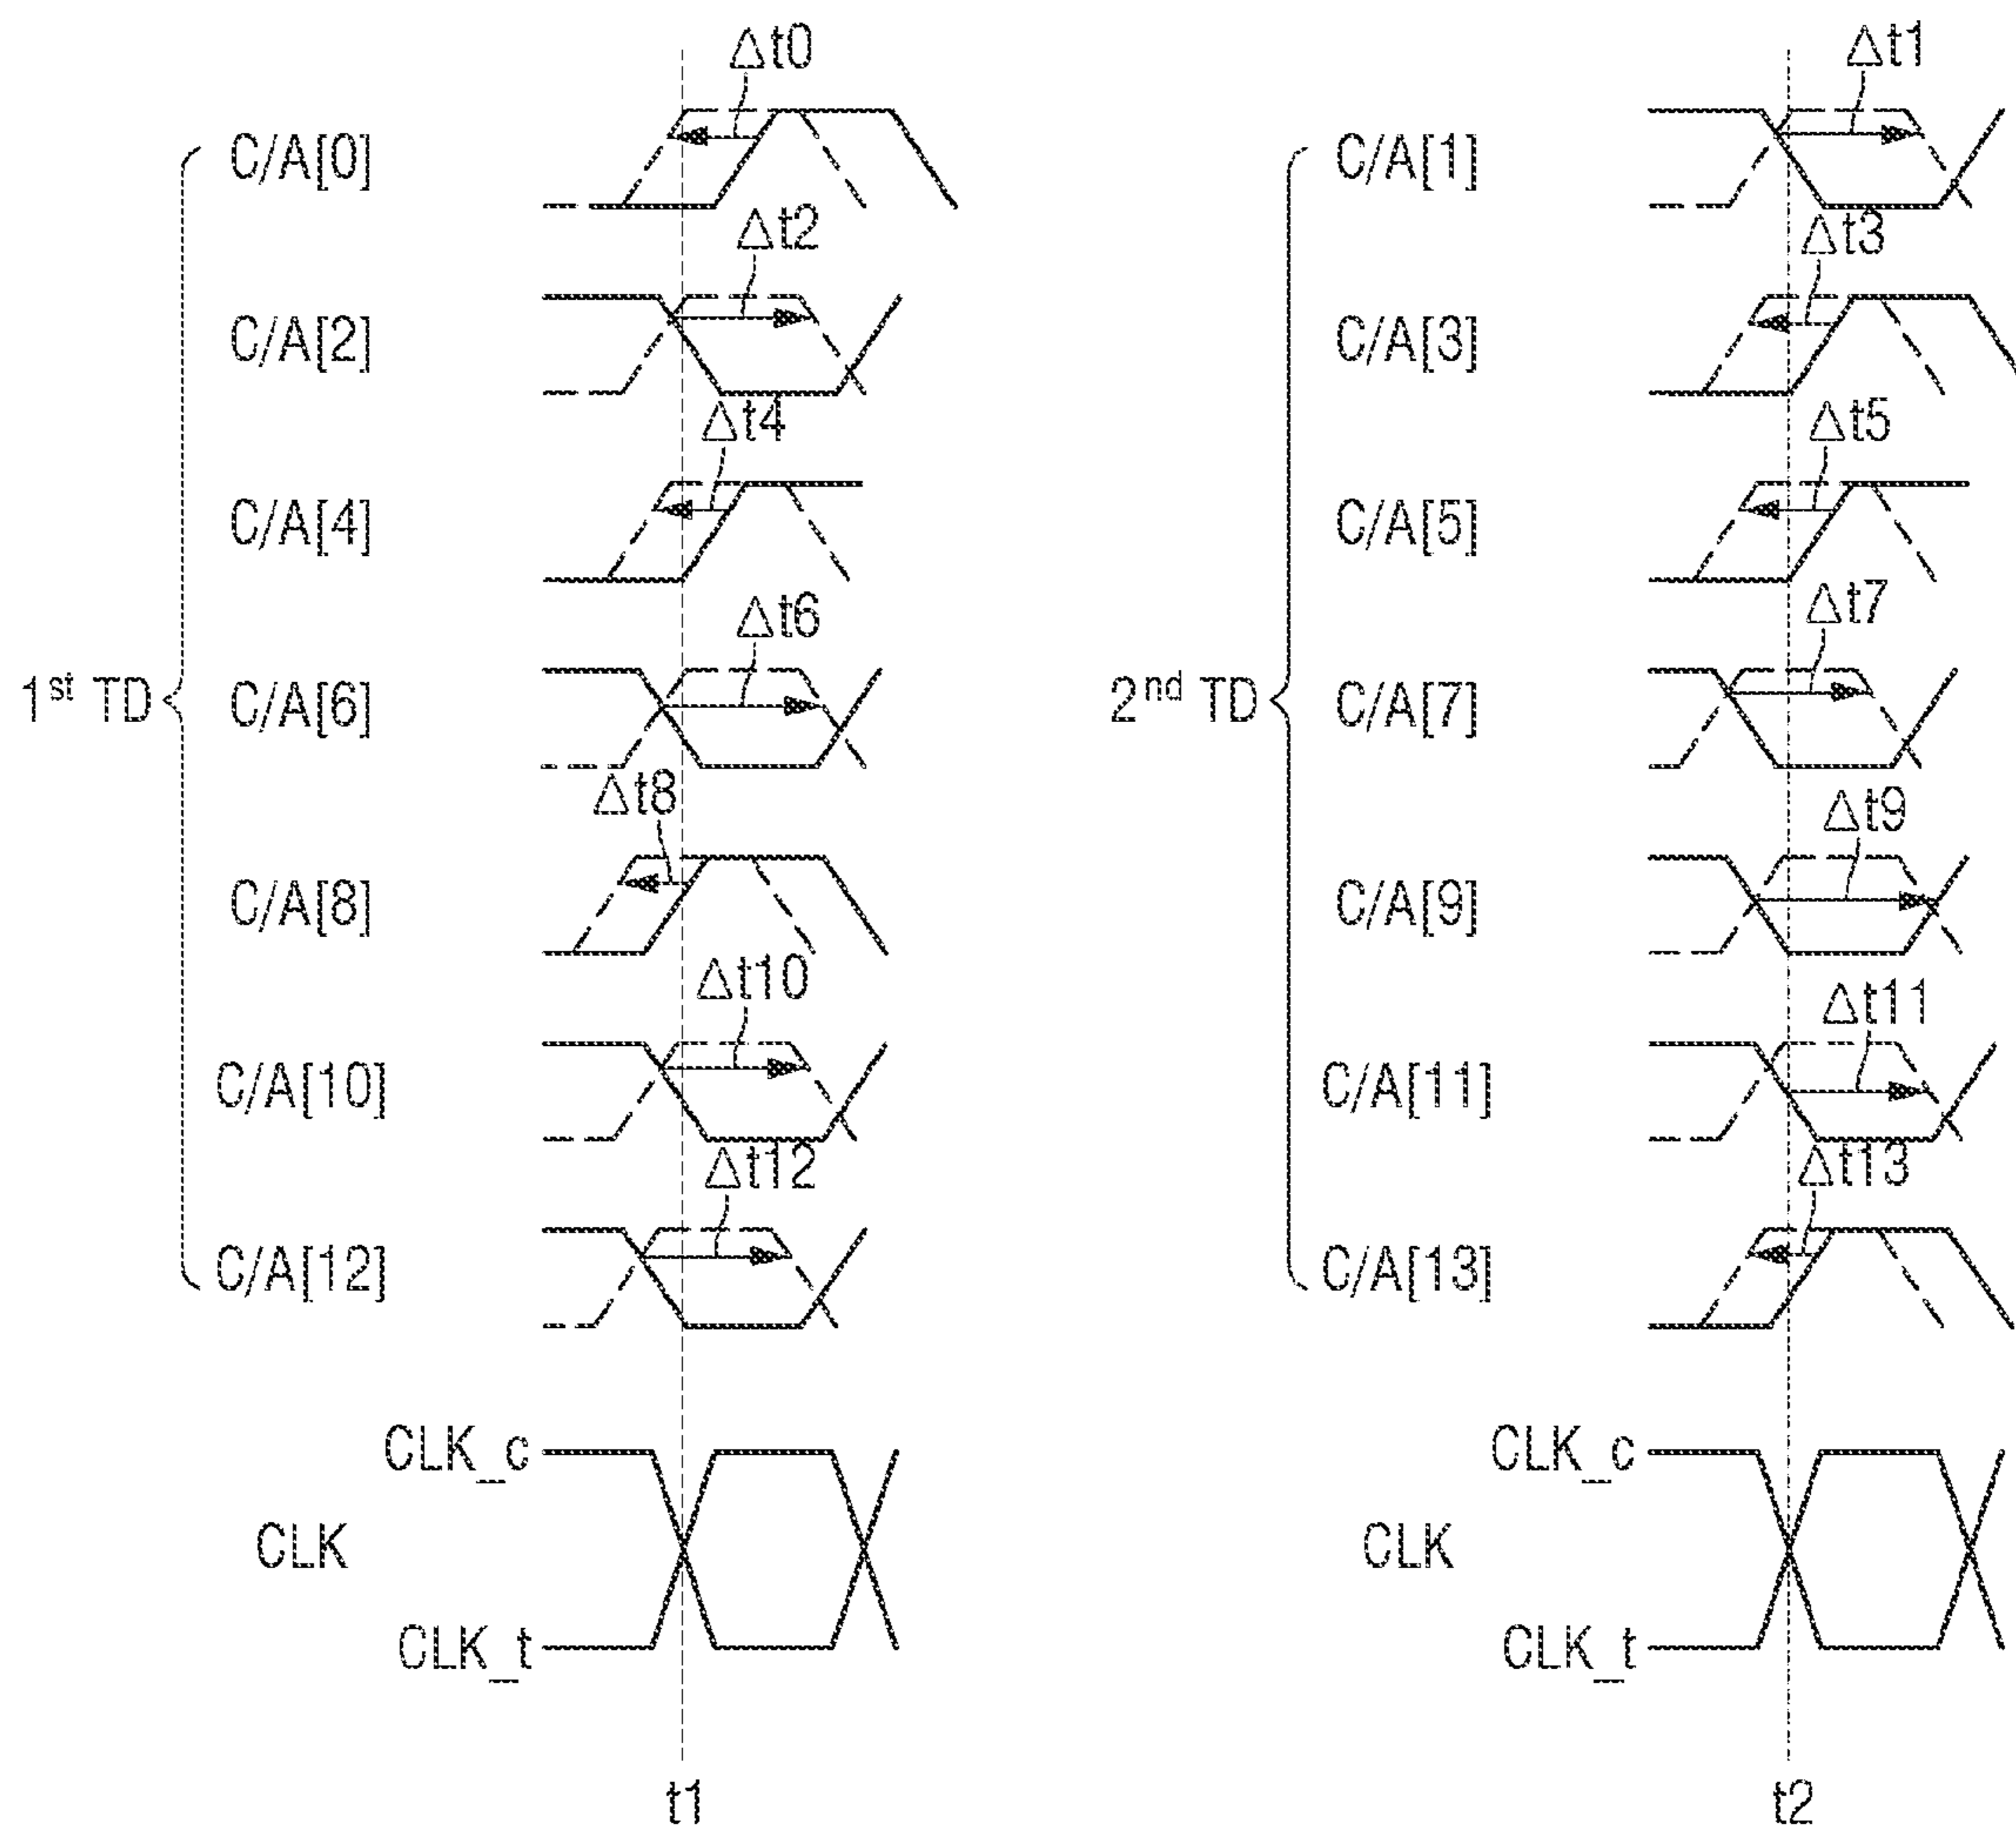 Δt0
C/A[0]
Δt2
C/A[2]
Δt4
C/A[4]
Δt6
1st TD
C/A[6]
Δt8
C/A[8]
Δt10
C/A[10]
Δt12
C/A[12]
CLK_c
CLK
CLK_t
t1
Δt1
C/A[1]
Δt3
C/A[3]
Δt5
C/A[5]
Δt7
2nd TD
C/A[7]
Δt9
C/A[9]
Δt11
C/A[11]
Δt13
C/A[13]
CLK_c
CLK
CLK_t
t2